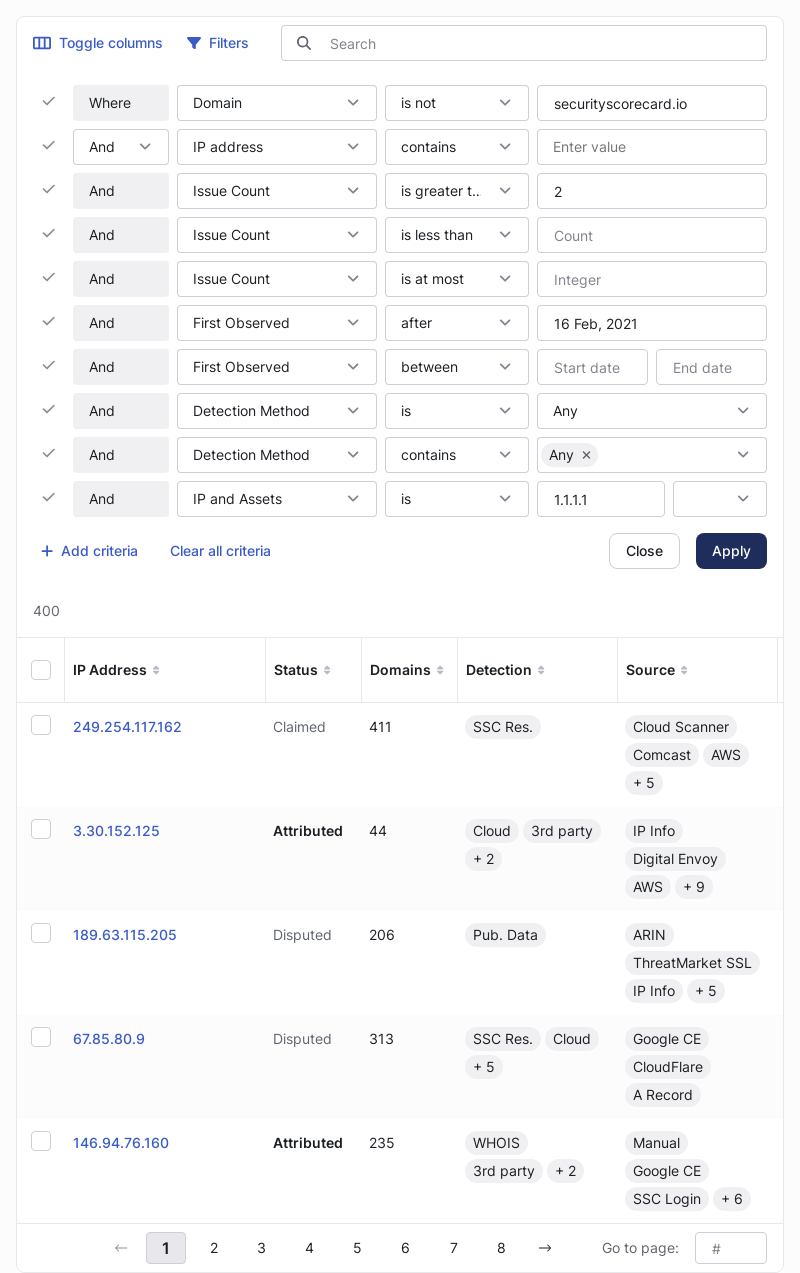 Toggle columns Filters Search
Where Domain is not securityscorecard.io
And IP address contains Enter value
And Issue Count is greater t... 2
And Issue Count is less than Count
And Issue Count is at most Integer
And First Observed after 16 Feb, 2021
And First Observed between Start date End date
And Detection Method is Any
And Detection Method contains Any ×
And IP and Assets is 1.1.1.1
+ Add criteria Clear all criteria Close Apply
400
IP Address Status Domains Detection Source
249.254.117.162 Claimed 411 SSC Res. Cloud Scanner
Comcast AWS
+ 5
3.30.152.125 Attributed 44 Cloud 3rd party IP Info
+ 2 Digital Envoy
AWS + 9
189.63.115.205 Disputed 206 Pub. Data ARIN
ThreatMarket SSL
IP Info + 5
67.85.80.9 Disputed 313 SSC Res. Cloud Google CE
+ 5 CloudFlare
A Record
146.94.76.160 Attributed 235 WHOIS Manual
3rd party + 2 Google CE
SSC Login + 6
← 1 2 3 4 5 6 7 8 → Go to page: #